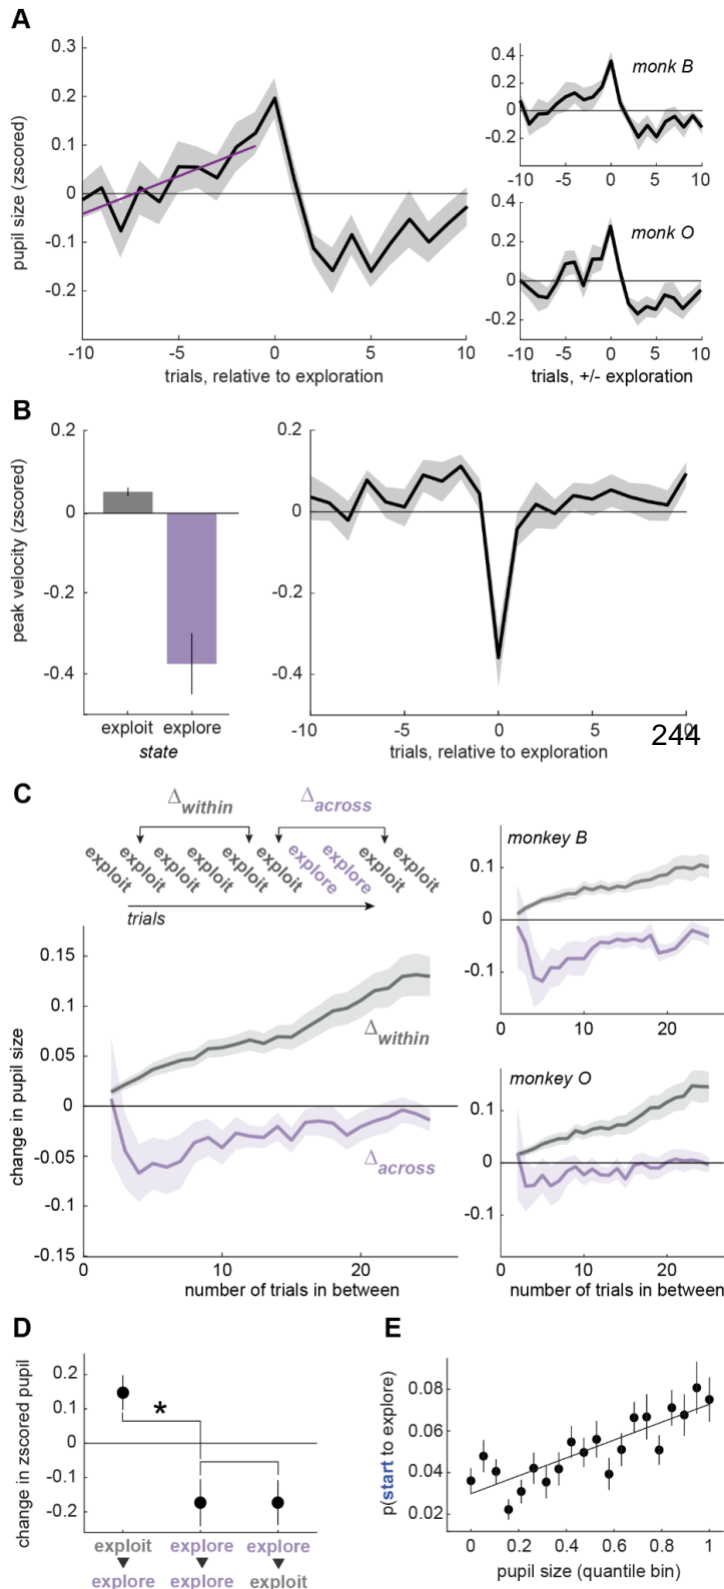 A
0.3
0.2
0.1
0
-0.1
-0.2
pupil size (zscored)
-10 -5 0 5 10
trials, relative to exploration
monk B
0.4
0.2
0
-0.2
-10 -5 0 5 10
monk O
0.4
0.2
0
-0.2
-10 -5 0 5 10
trials, +/- exploration
B
0.2
0
-0.2
-0.4
peak velocity (zscored)
exploit explore
state
0.2
0
-0.2
-0.4
-10 -5 0 5 10
trials, relative to exploration
244
C
Δwithin Δacross
exploit exploit exploit exploit exploit exploit explore explore exploit exploit
trials
0.15
0.1
0.05
0
-0.05
-0.1
-0.15
change in pupil size
Δwithin
Δacross
0 10 20
number of trials in between
monkey B
0.1
0
-0.1
0 10 20
monkey O
0.1
0
-0.1
0 10 20
number of trials in between
D
0.2
0.1
0
-0.1
-0.2
change in zscored pupil
*
exploit explore explore
▼ ▼ ▼
explore explore exploit
E
0.08
0.06
0.04
0.02
p(start to explore)
0 0.2 0.4 0.6 0.8 1
pupil size (quantile bin)